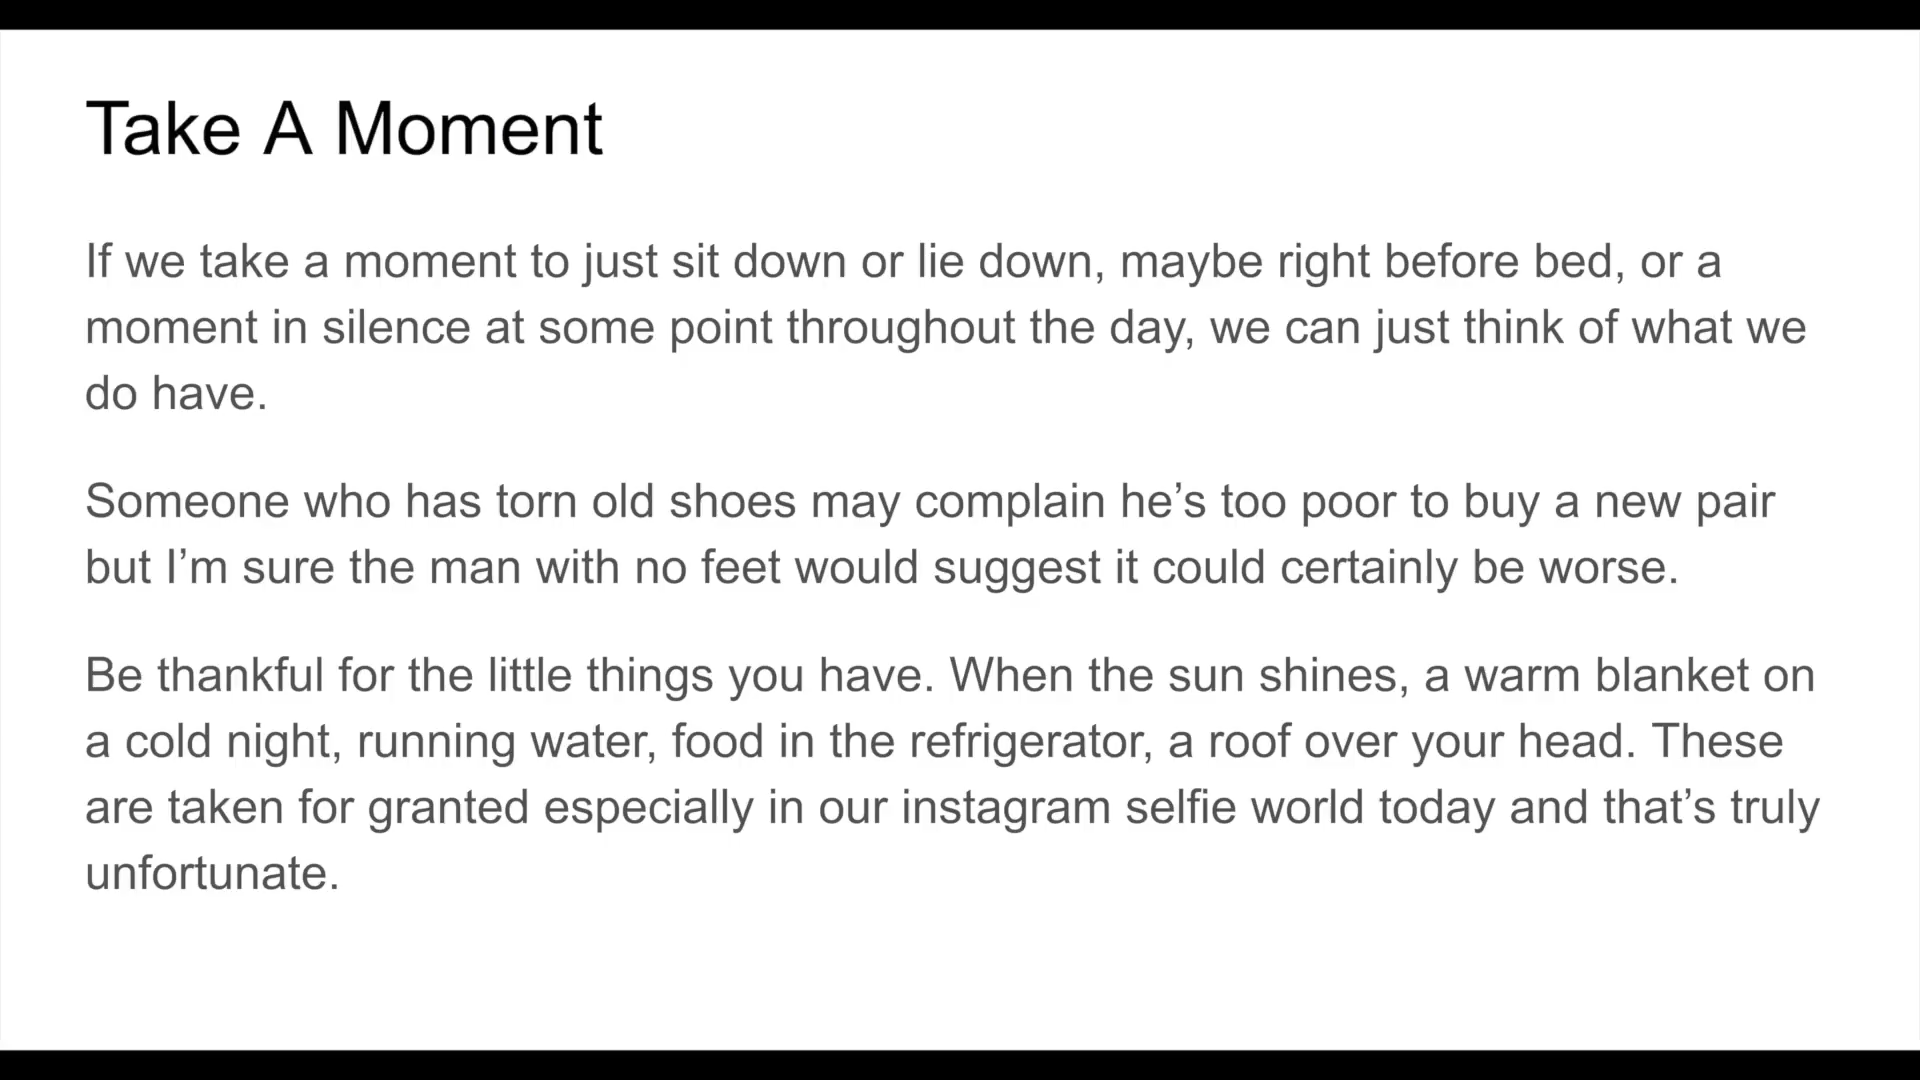 Take A Moment
If we take a moment to just sit down or lie down, maybe right before bed, or a
moment in silence at some point throughout the day, we can just think of what we
do have.
Someone who has torn old shoes may complain he’s too poor to buy a new pair
but I’m sure the man with no feet would suggest it could certainly be worse.
Be thankful for the little things you have. When the sun shines, a warm blanket on
a cold night, running water, food in the refrigerator, a roof over your head. These
are taken for granted especially in our instagram selfie world today and that’s truly
unfortunate.